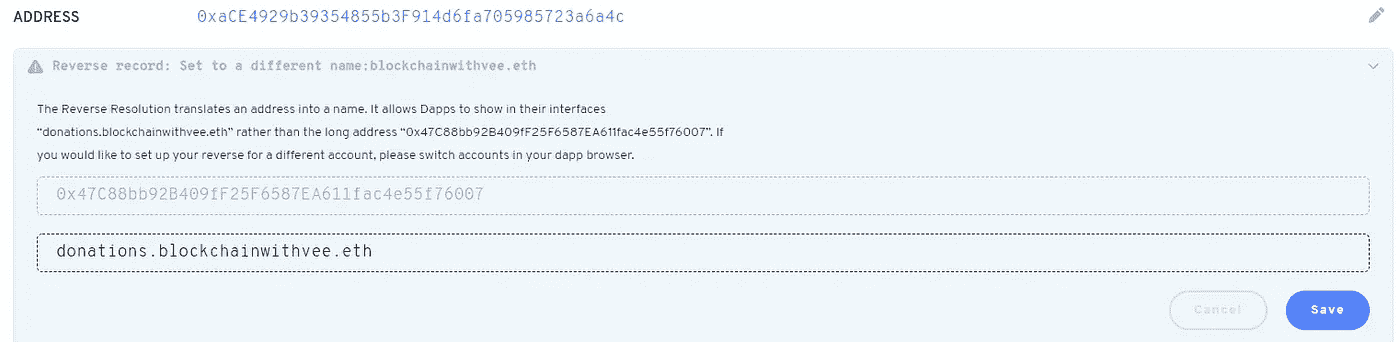 ADDRESS 0xaCE4929b39354855b3F914d6fa705985723a6a4c
Reverse record: Set to a different name:blockchainwithvee.eth
The Reverse Resolution translates an address into a name. It allows Dapps to show in their interfaces
“donations.blockchainwithvee.eth” rather than the long address “0x47C88bb92B409fF25F6587EA611fac4e55f76007”. If
you would like to set up your reverse for a different account, please switch accounts in your dapp browser.
0x47C88bb92B409fF25F6587EA611fac4e55f76007
donations.blockchainwithvee.eth
Cancel Save